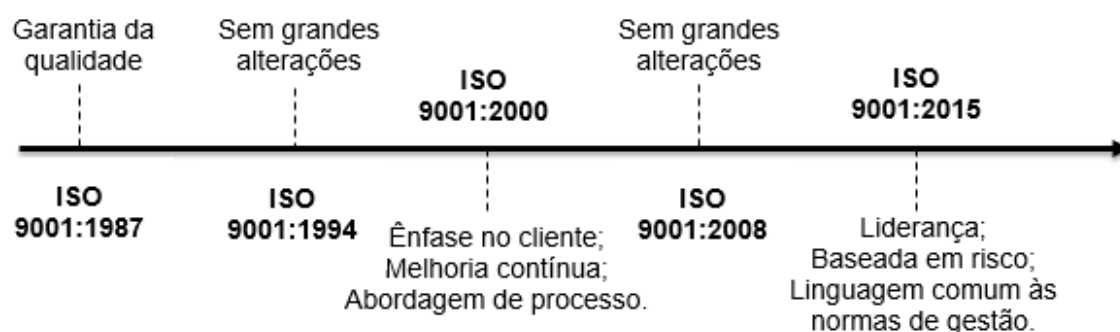 Garantia da
qualidade
Sem grandes
alterações
ISO
9001:2000
Sem grandes
alterações
ISO
9001:2015
ISO
9001:1987
ISO
9001:1994
Ênfase no cliente;
Melhoria contínua;
Abordagem de processo.
ISO
9001:2008
Liderança;
Baseada em risco;
Linguagem comum às
normas de gestão.